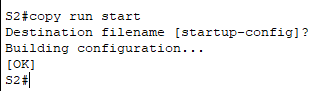 S2#copy run start
Destination filename [startup-config]?
Building configuration...
[OK]
S2#